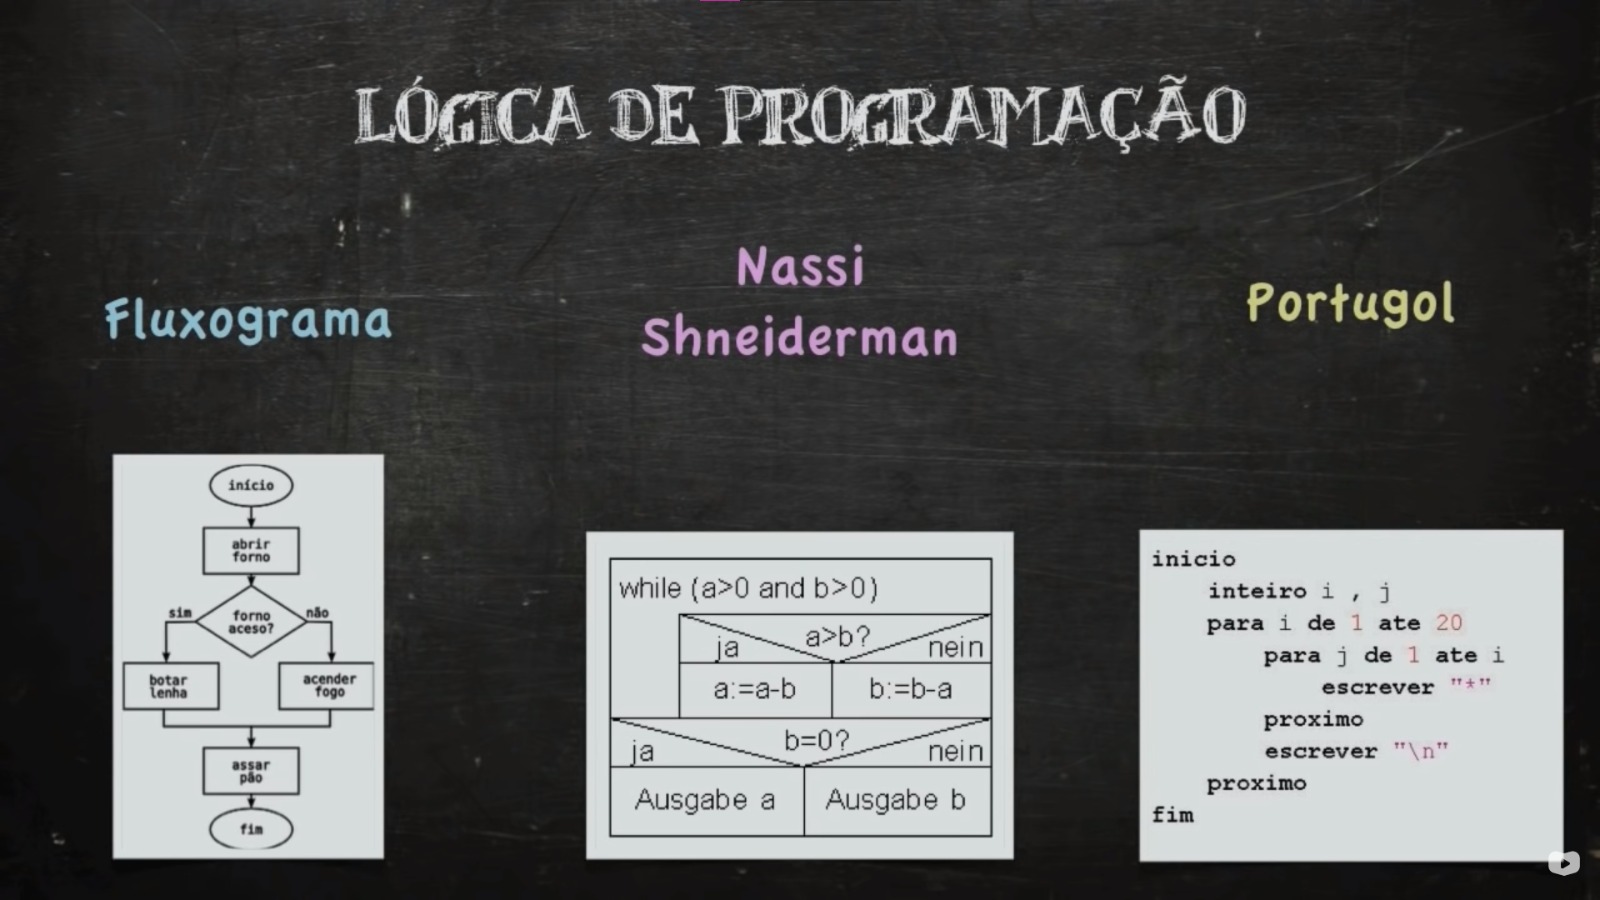 LÓGICA DE PROGRAMAÇÃO
Fluxograma
Nassi
Shneiderman
Portugol
início
abrir
forno
sim
forno
aceso?
não
botar
lenha
acender
fogo
assar
pão
fim
while (a>0 and b>0)
ja
a>b?
nein
a:=a-b
b:=b-a
ja
b=0?
nein
Ausgabe a
Ausgabe b
inicio
inteiro i , j
para i de 1 ate 20
para j de 1 ate i
escrever "*"
proximo
escrever "\n"
proximo
fim